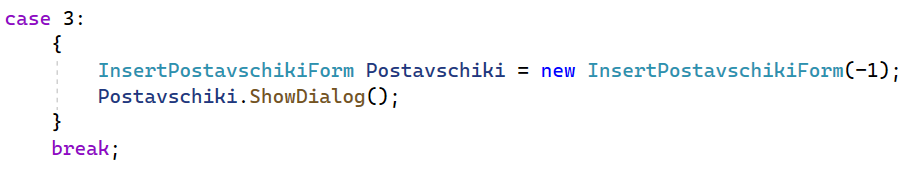 case 3:
{
InsertPostavschikiForm Postavschiki = new InsertPostavschikiForm(-1);
Postavschiki.ShowDialog();
}
break;